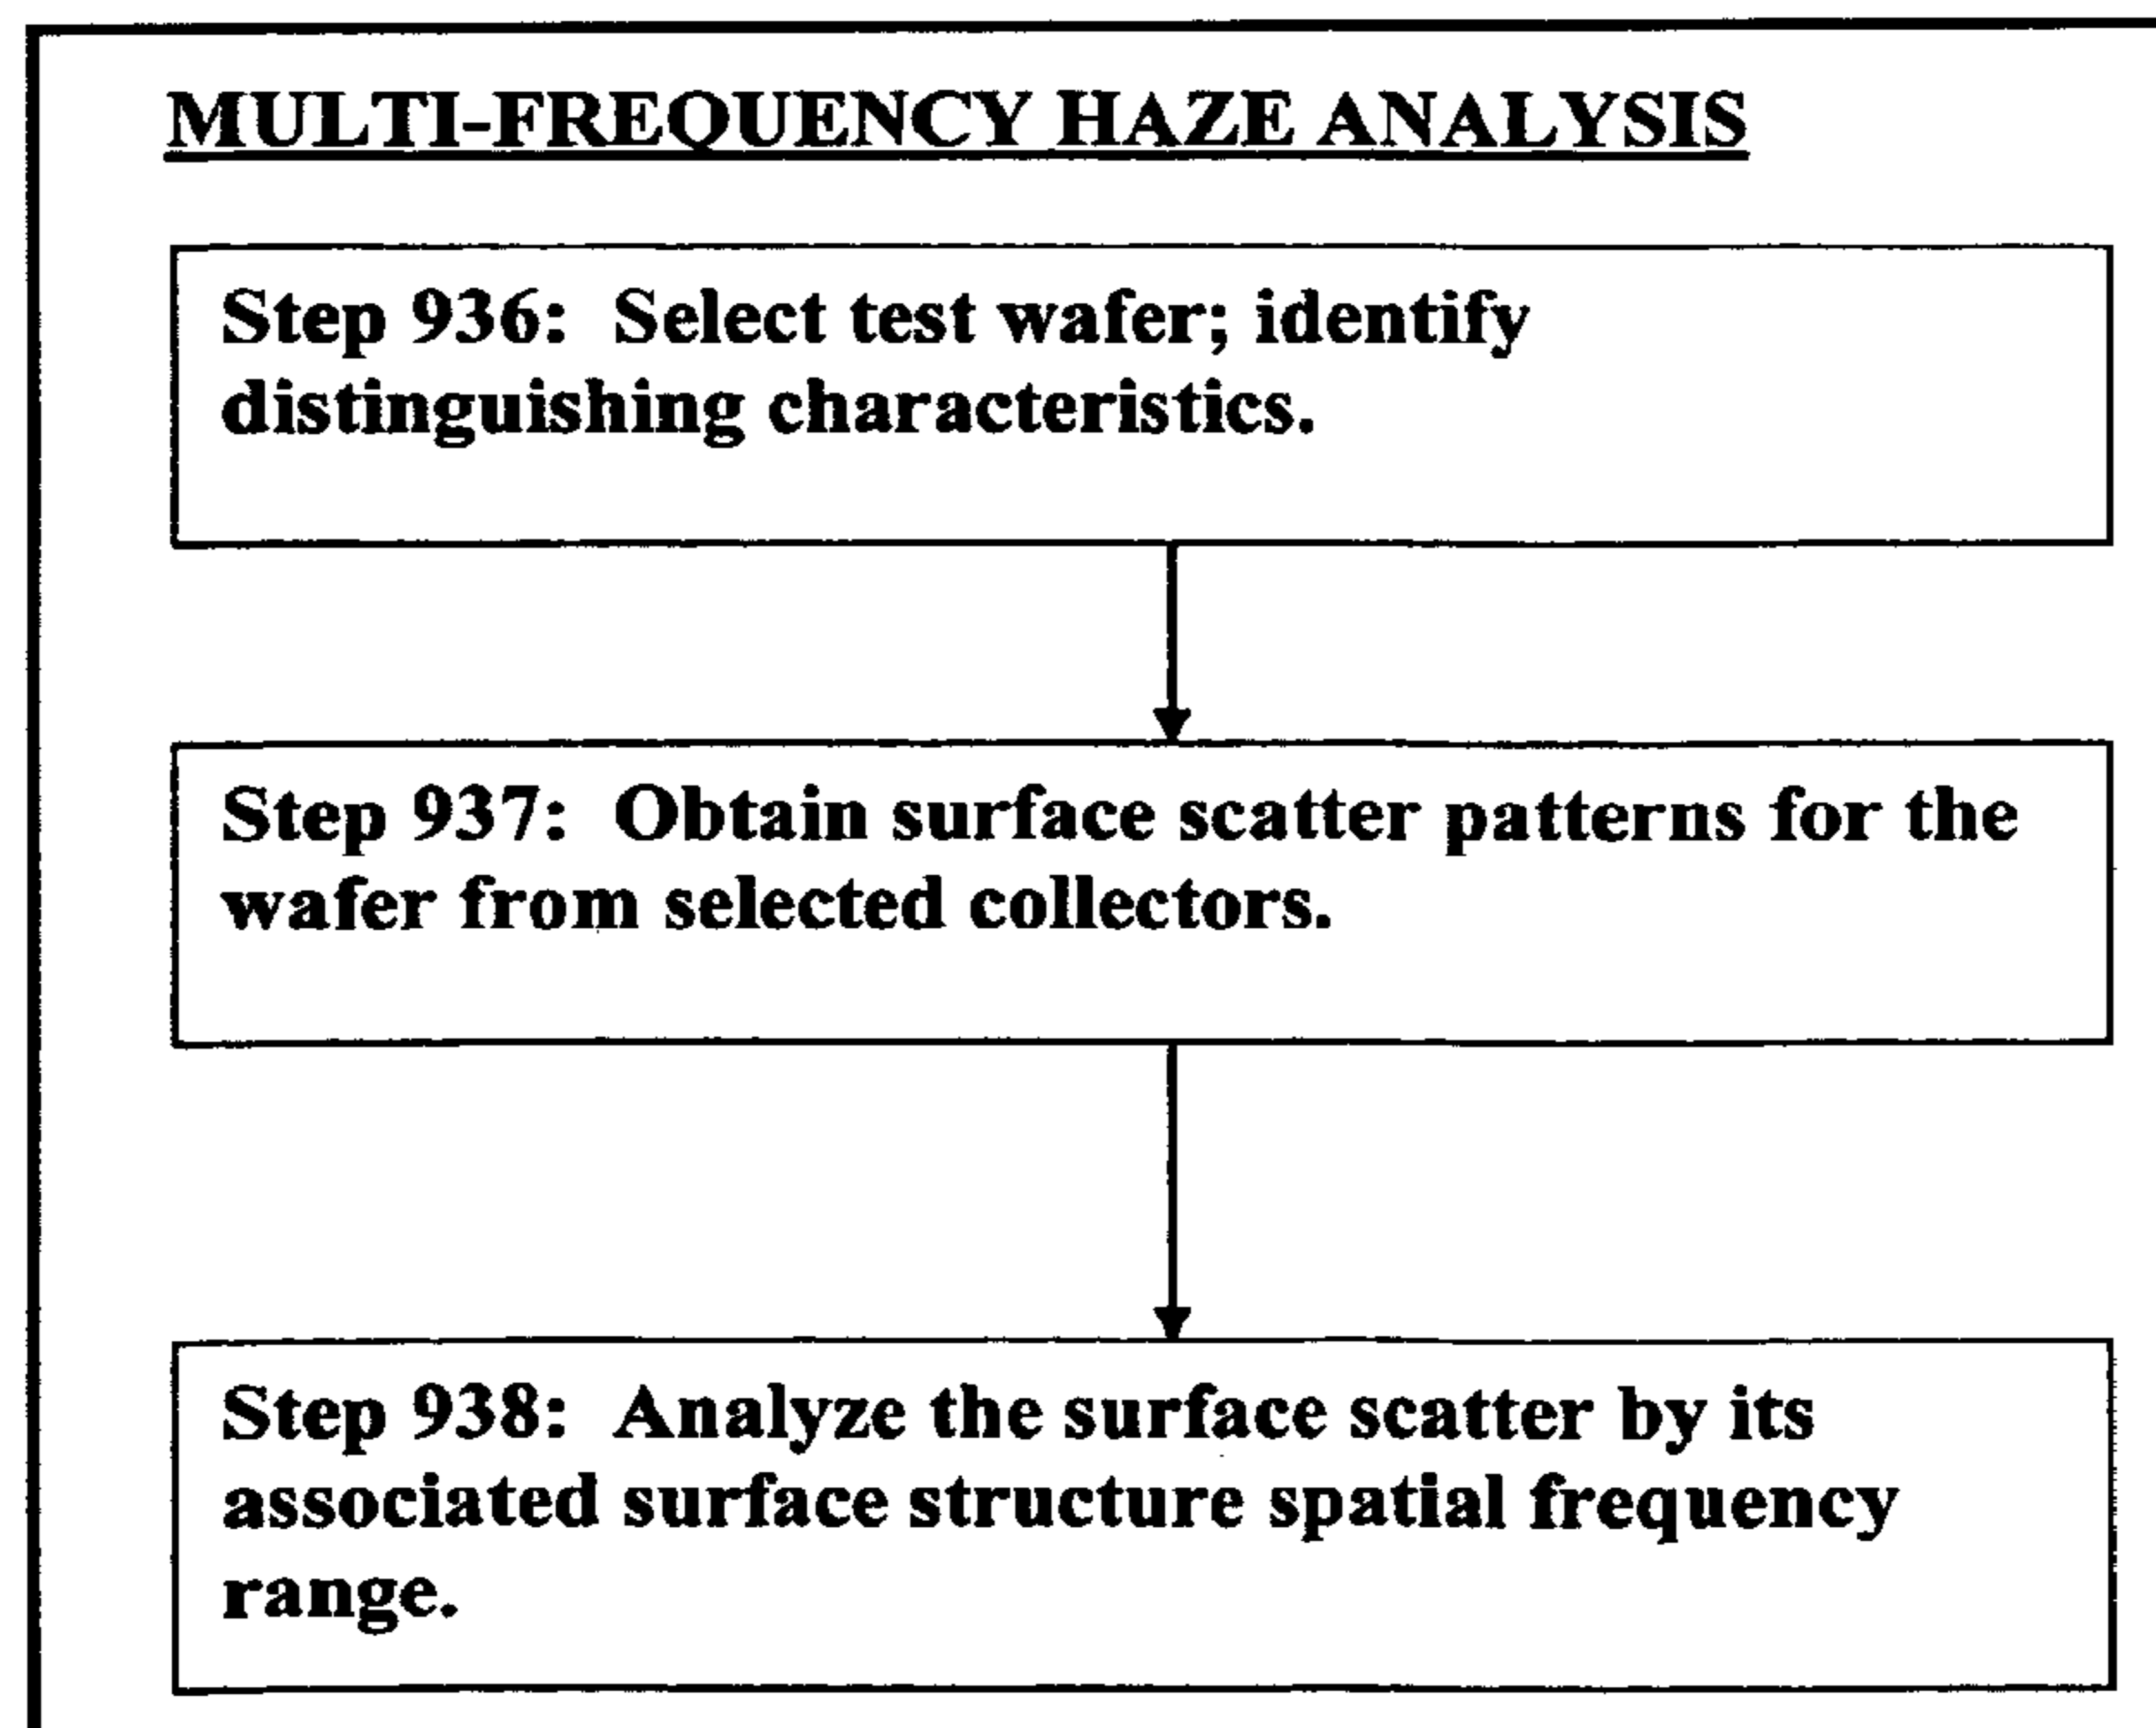 MULTI-FREQUENCY HAZE ANALYSIS
Step 936: Select test wafer; identify
distinguishing characteristics.
Step 937: Obtain surface scatter patterns for the
wafer from selected collectors.
Step 938: Analyze the surface scatter by its
associated surface structure spatial frequency
range.